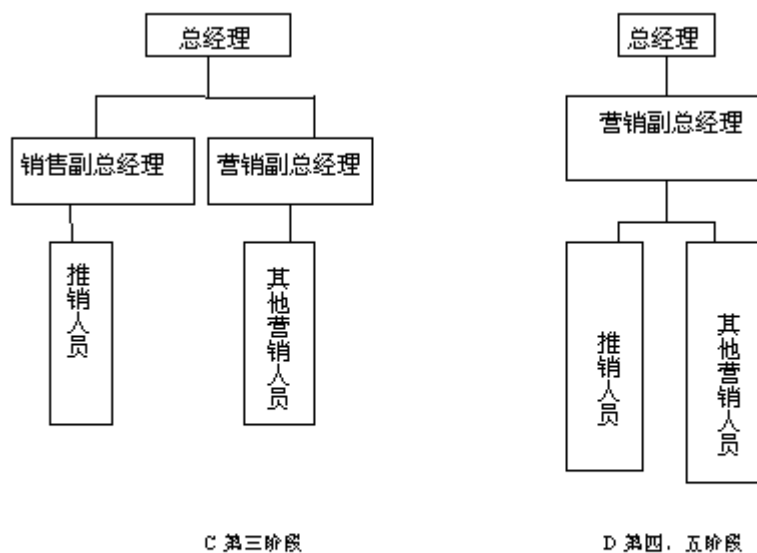 总经理
销售副总经理
营销副总经理
推销人员
其他营销人员
C 第三阶段
总经理
营销副总经理
推销人员
其他营销人员
D 第四．五阶段